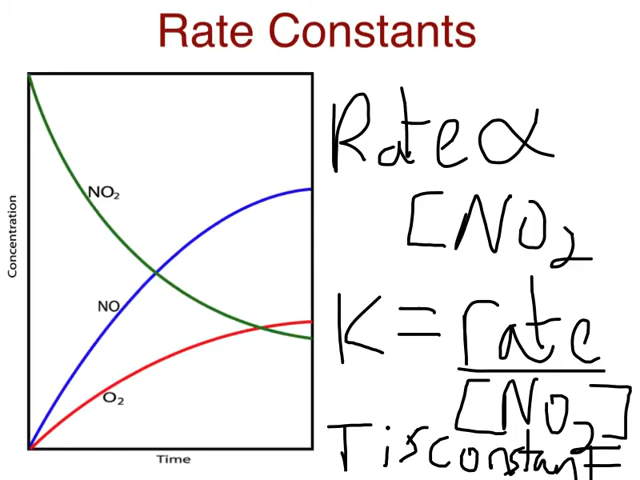 Rate Constants
Rate ∝
[NO₂
K = rate
[NO₂]
T is constant
Concentration
NO₂
NO
O₂
Time